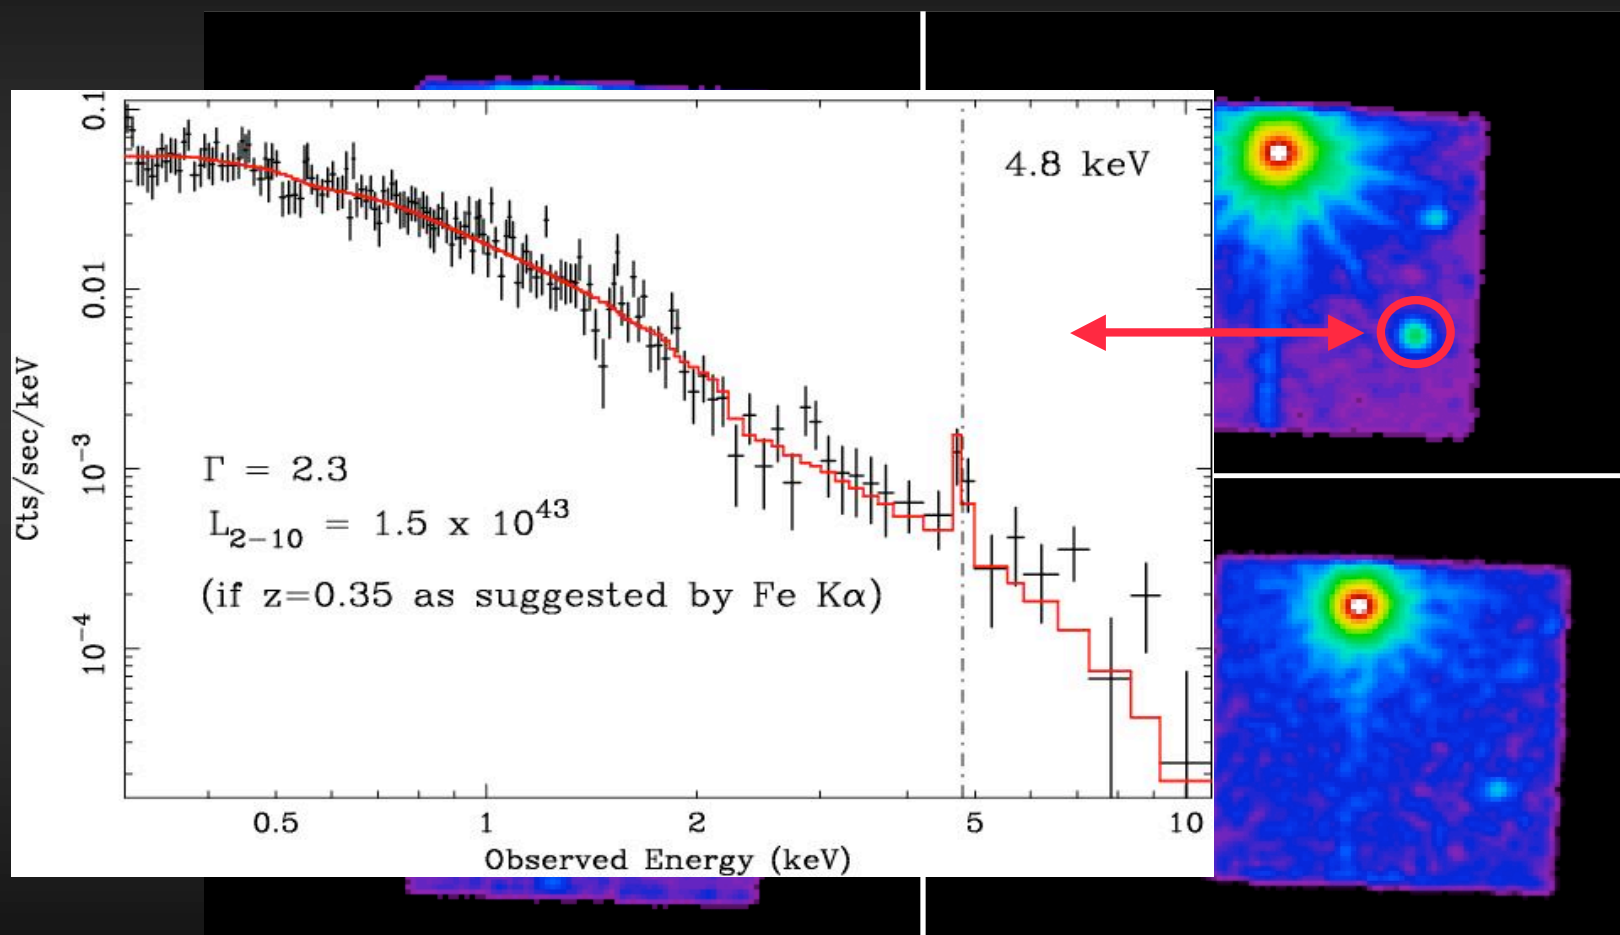 0.1
0.01
10⁻³
10⁻⁴
Cts/sec/keV
4.8 keV
Γ = 2.3
L₂₋₁₀ = 1.5 x 10⁴³
(if z=0.35 as suggested by Fe Kα)
0.5 1 2 5 10
Observed Energy (keV)